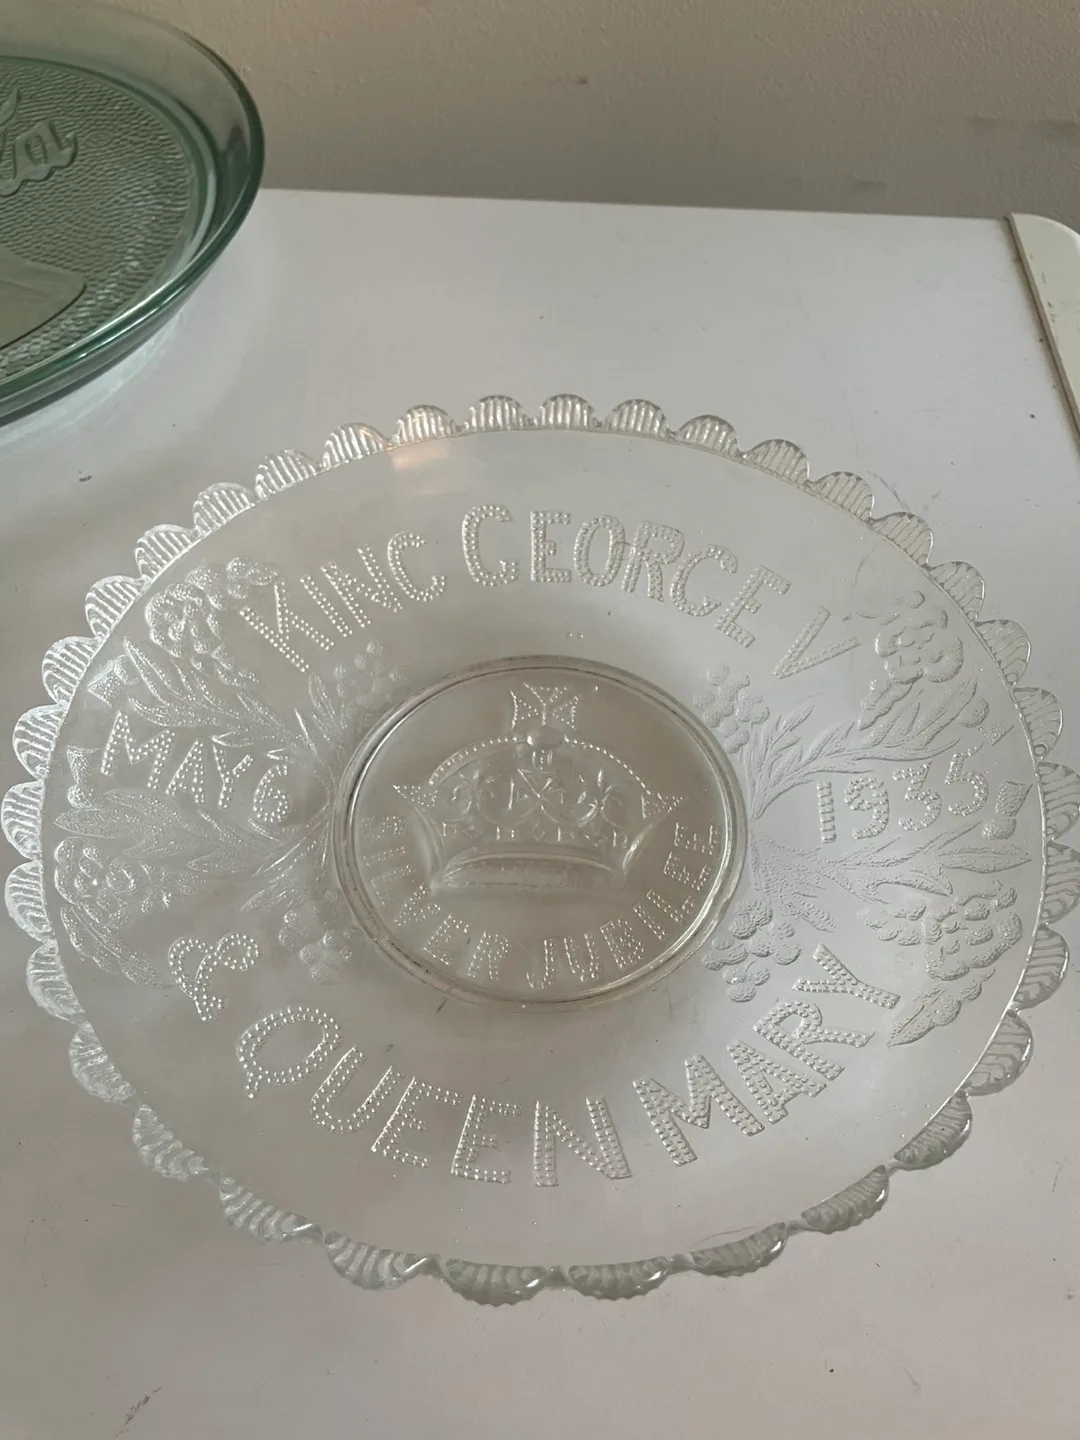 KING GEORGE V
MAY 6
1935.
& QUEEN MARY
SILVER JUBILEE